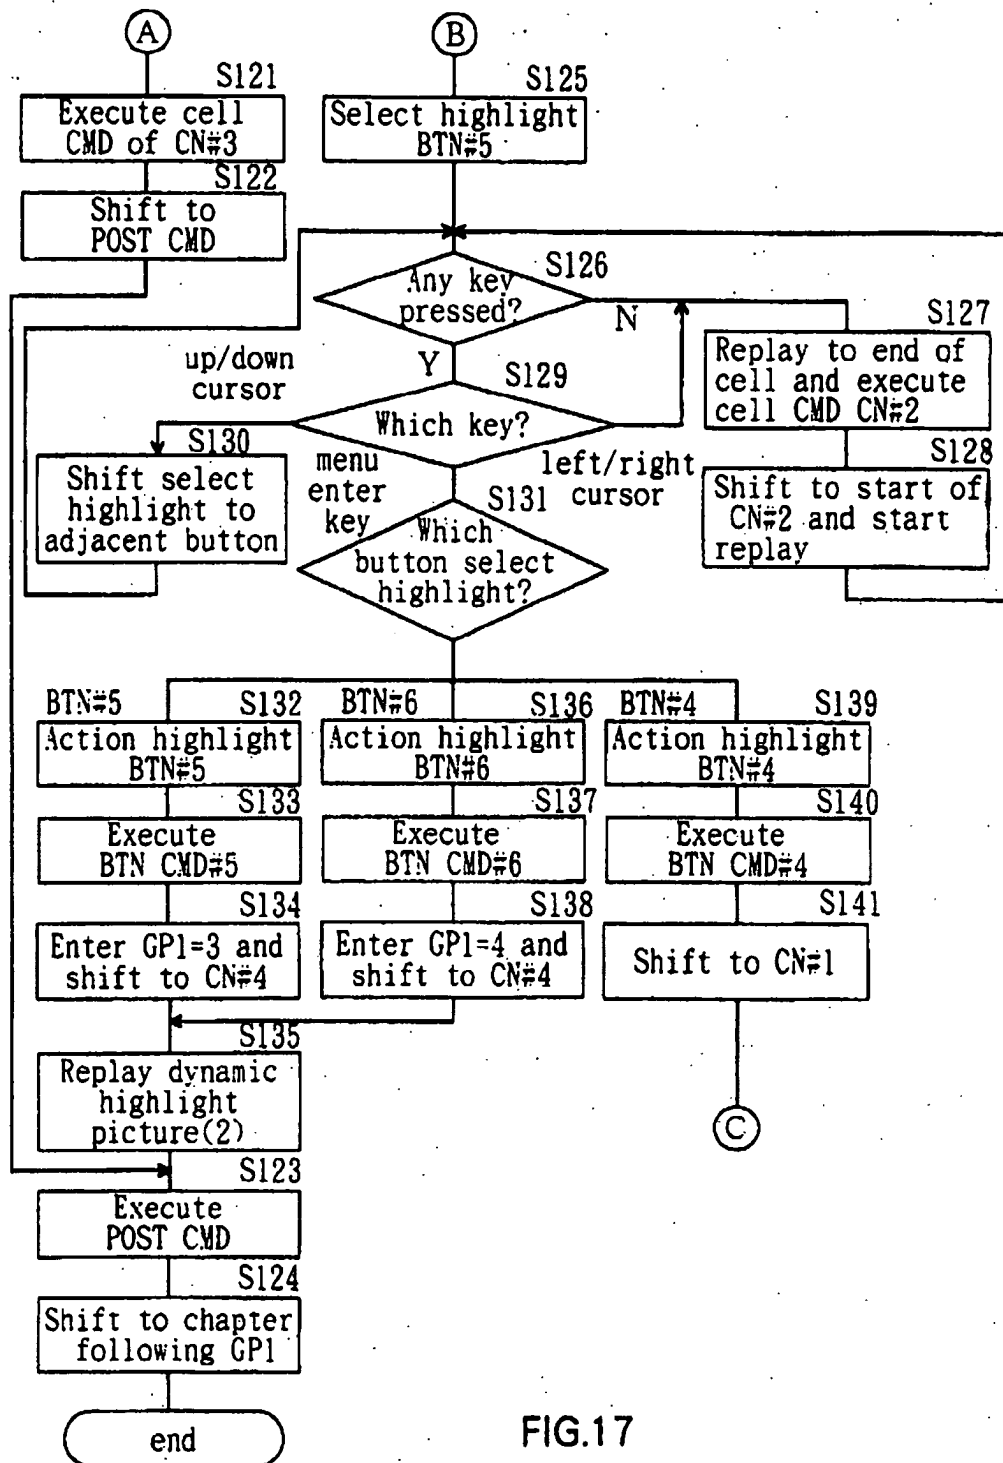 A
S121
Execute cell
CMD of CN#3
S122
Shift to
POST CMD
B
S125
Select highlight
BTN#5
S126
Any key
pressed?
N
Y
S127
Replay to end of
cell and execute
cell CMD CN#2
S128
Shift to start of
CN#2 and start
replay
up/down
cursor
S129
Which key?
S130
Shift select
highlight to
adjacent button
menu
enter
key
left/right
cursor
S131
Which
button select
highlight?
BTN#5
S132
Action highlight
BTN#5
S133
Execute
BTN CMD#5
S134
Enter GP1=3 and
shift to CN#4
BTN#6
S136
Action highlight
BTN#6
S137
Execute
BTN CMD#6
S138
Enter GP1=4 and
shift to CN#4
BTN#4
S139
Action highlight
BTN#4
S140
Execute
BTN CMD#4
S141
Shift to CN#1
C
S135
Replay dynamic
highlight
picture(2)
S123
Execute
POST CMD
S124
Shift to chapter
following GP1
end
FIG.17